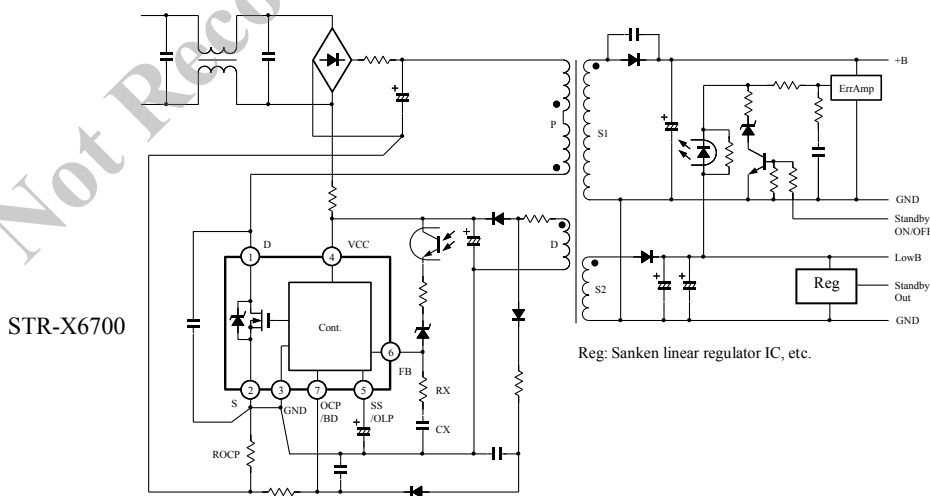 Not Reco
+B
ErrAmp
P
S1
GND
Standby
ON/OFF
D
VCC
D
LowB
1
4
S2
Reg
Standby
Out
STR-X6700
Cont.
GND
6
FB
Reg: Sanken linear regulator IC, etc.
2
3
7
5
RX
S
GND
OCP
/BD
SS
/OLP
CX
ROCP